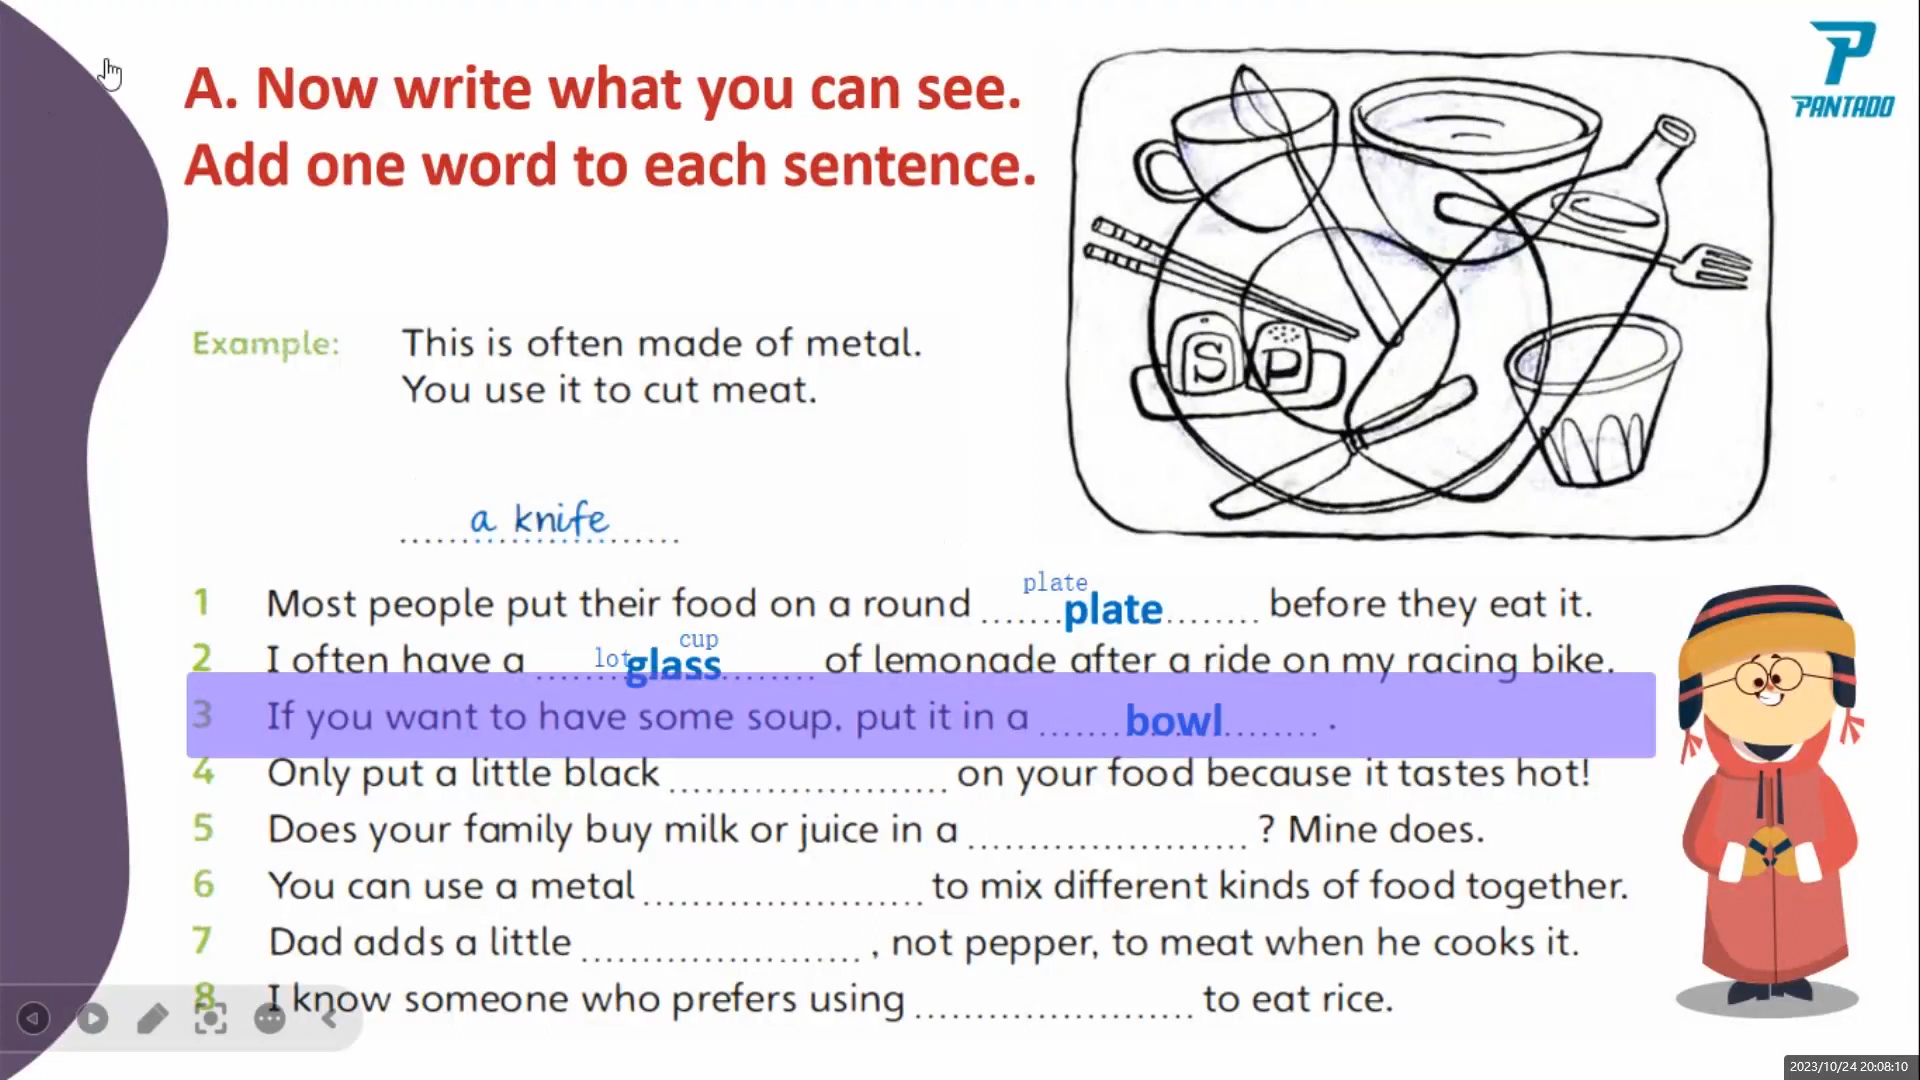 A. Now write what you can see.
Add one word to each sentence.
PANTADO
S P
Example: This is often made of metal.
You use it to cut meat.
a knife
plate
1 Most people put their food on a round .......plate......... before they eat it.
cup
2 I often have a .......lot glass......... of lemonade after a ride on my racing bike.
3 If you want to have some soup, put it in a .......bowl......... .
4 Only put a little black ........................ on your food because it tastes hot!
5 Does your family buy milk or juice in a ........................ ? Mine does.
6 You can use a metal ........................ to mix different kinds of food together.
7 Dad adds a little ........................ , not pepper, to meat when he cooks it.
8 I know someone who prefers using ........................ to eat rice.
2023/10/24 20:08:10